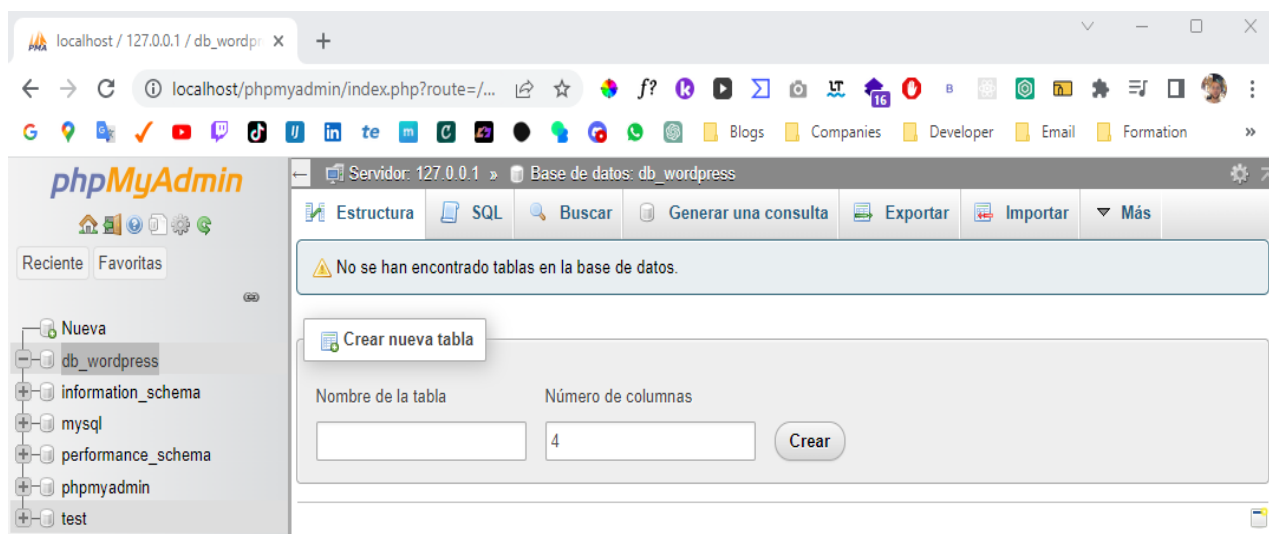 localhost / 127.0.0.1 / db_wordpr
localhost/phpmyadmin/index.php?route=/...
f?
16
B
te
m
Blogs
Companies
Developer
Email
Formation
phpMyAdmin
Servidor: 127.0.0.1 » Base de datos: db_wordpress
Estructura SQL Buscar Generar una consulta Exportar Importar Más
Reciente Favoritas
No se han encontrado tablas en la base de datos.
Nueva
db_wordpress
information_schema
mysql
performance_schema
phpmyadmin
test
Crear nueva tabla
Nombre de la tabla Número de columnas
4 Crear